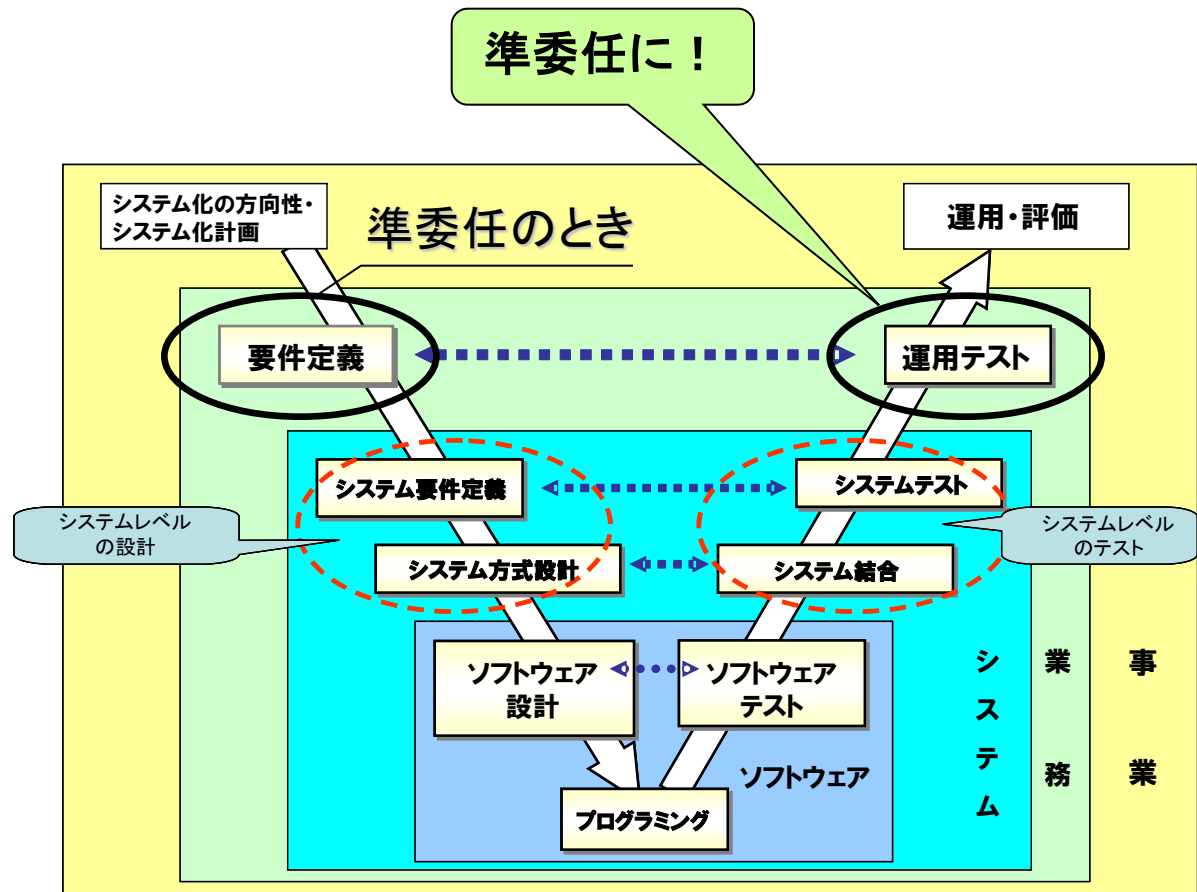 準委任に！
システム化の方向性・
システム化計画
準委任のとき
運用・評価
要件定義
運用テスト
システム要件定義
システムテスト
システムレベル
の設計
システムレベル
のテスト
システム方式設計
システム結合
ソフトウェア
設計
ソフトウェア
テスト
プログラミング
ソフトウェア
システム
業務
事業